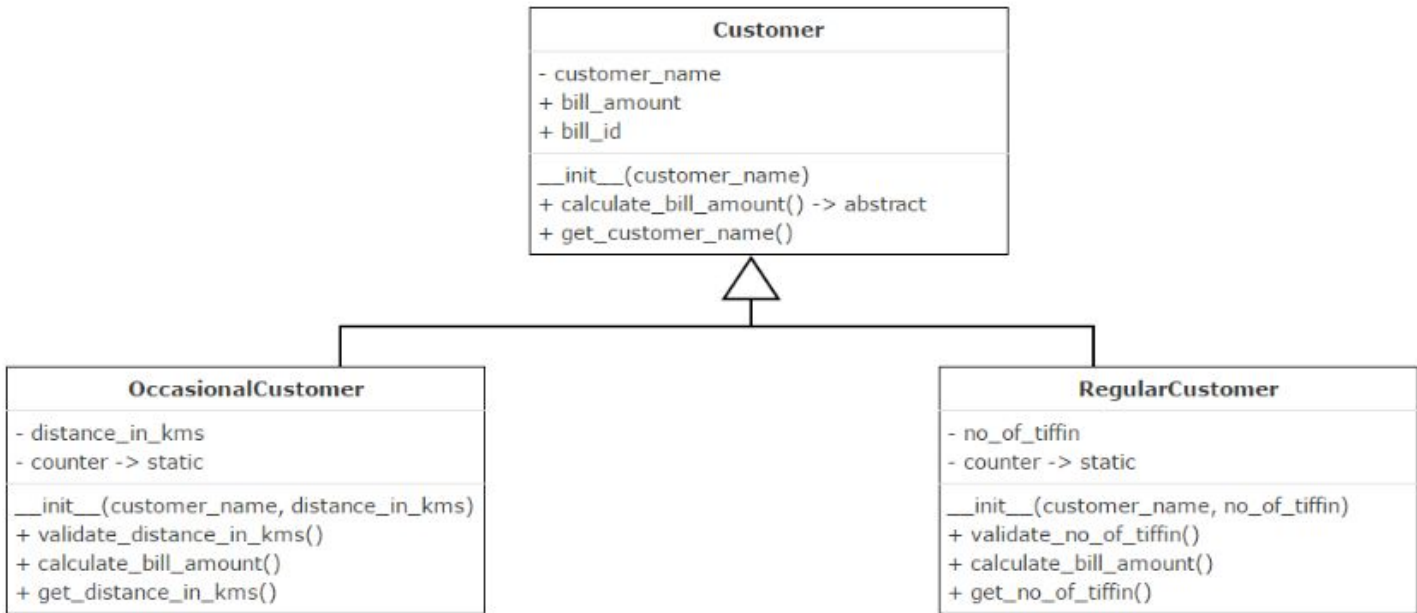 Customer
- customer_name
+ bill_amount
+ bill_id
__init__(customer_name)
+ calculate_bill_amount() -> abstract
+ get_customer_name()
OccasionalCustomer
- distance_in_kms
- counter -> static
__init__(customer_name, distance_in_kms)
+ validate_distance_in_kms()
+ calculate_bill_amount()
+ get_distance_in_kms()
RegularCustomer
- no_of_tiffin
- counter -> static
__init__(customer_name, no_of_tiffin)
+ validate_no_of_tiffin()
+ calculate_bill_amount()
+ get_no_of_tiffin()